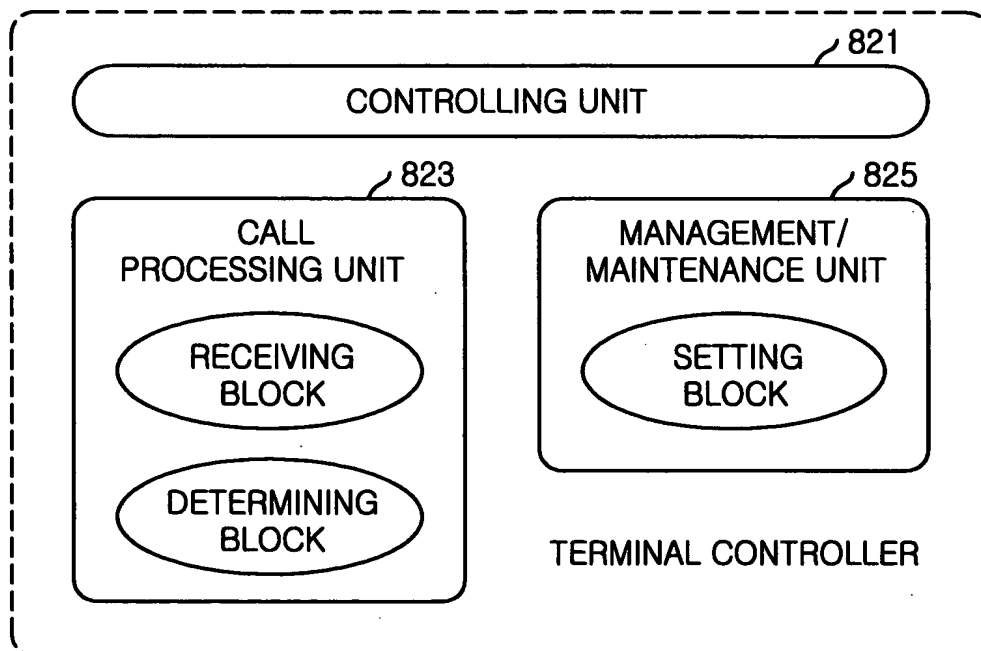 821
CONTROLLING UNIT
823
CALL
PROCESSING UNIT
RECEIVING
BLOCK
DETERMINING
BLOCK
825
MANAGEMENT/
MAINTENANCE UNIT
SETTING
BLOCK
TERMINAL CONTROLLER